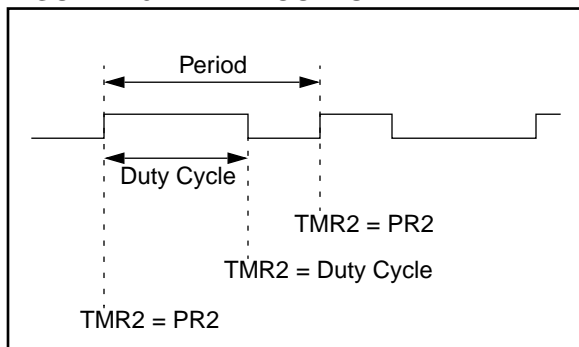 Period
Duty Cycle
TMR2 = PR2
TMR2 = Duty Cycle
TMR2 = PR2